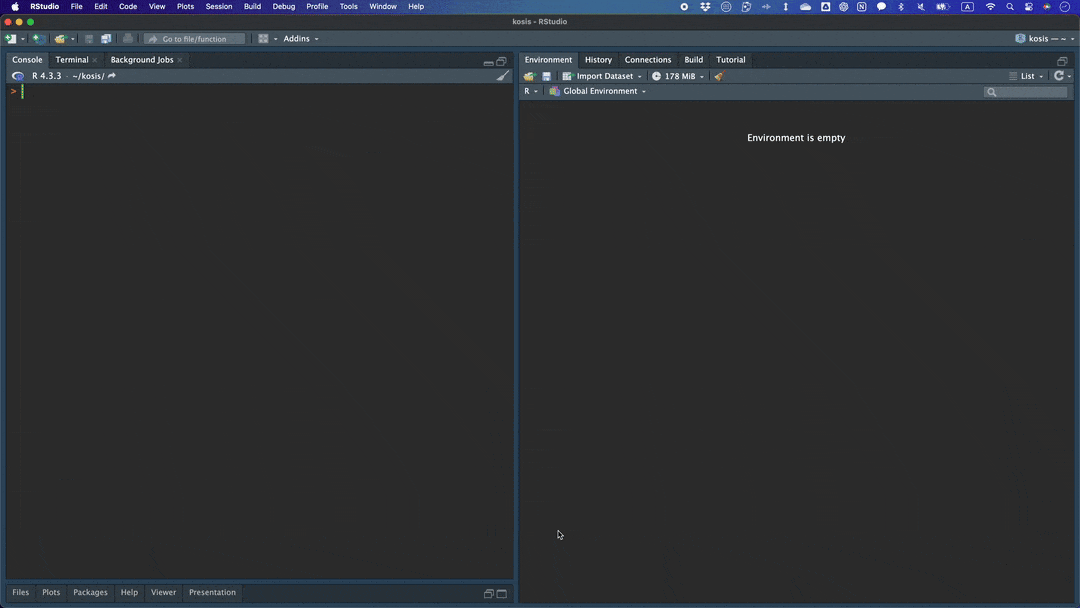 RStudio File Edit Code View Plots Session Build Debug Profile Tools Window Help
kosis - RStudio
Go to file/function Addins kosis — ~
Console Terminal Background Jobs
R 4.3.3 · ~/kosis/
>
Environment History Connections Build Tutorial
Import Dataset 178 MiB List
R Global Environment
Environment is empty
Files Plots Packages Help Viewer Presentation